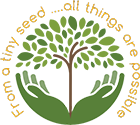 From a tiny seed ....all things are possible